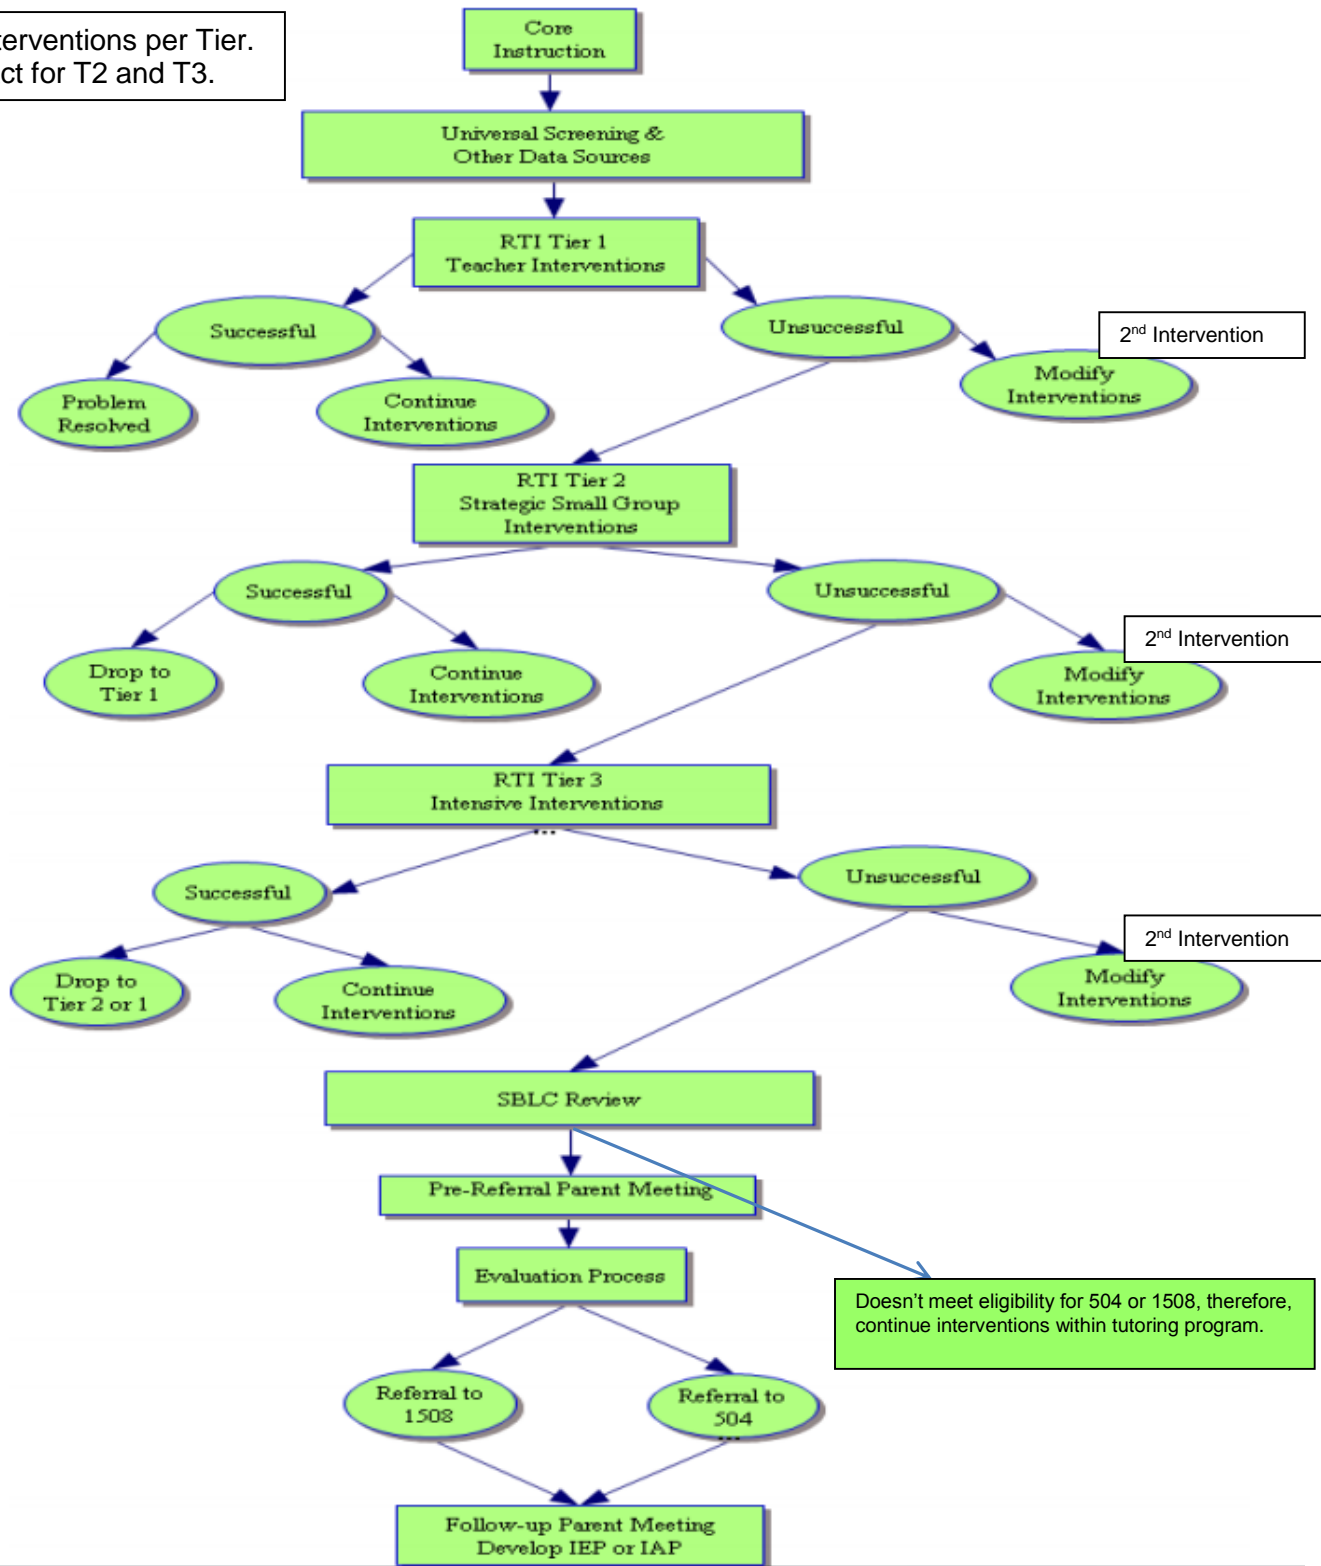 terventions per Tier.
ct for T2 and T3.
Core
Instruction
Universal Screening &
Other Data Sources
RTI Tier 1
Teacher Interventions
Successful
Unsuccessful
2nd Intervention
Problem
Resolved
Continue
Interventions
Modify
Interventions
RTI Tier 2
Strategic Small Group
Interventions
Successful
Unsuccessful
2nd Intervention
Drop to
Tier 1
Continue
Interventions
Modify
Interventions
RTI Tier 3
Intensive Interventions
...
Successful
Unsuccessful
2nd Intervention
Drop to
Tier 2 or 1
Continue
Interventions
Modify
Interventions
SBLC Review
Pre-Referral Parent Meeting
Evaluation Process
Doesn’t meet eligibility for 504 or 1508, therefore,
continue interventions within tutoring program.
Referral to
1508
Referral to
504
...
Follow-up Parent Meeting
Develop IEP or IAP